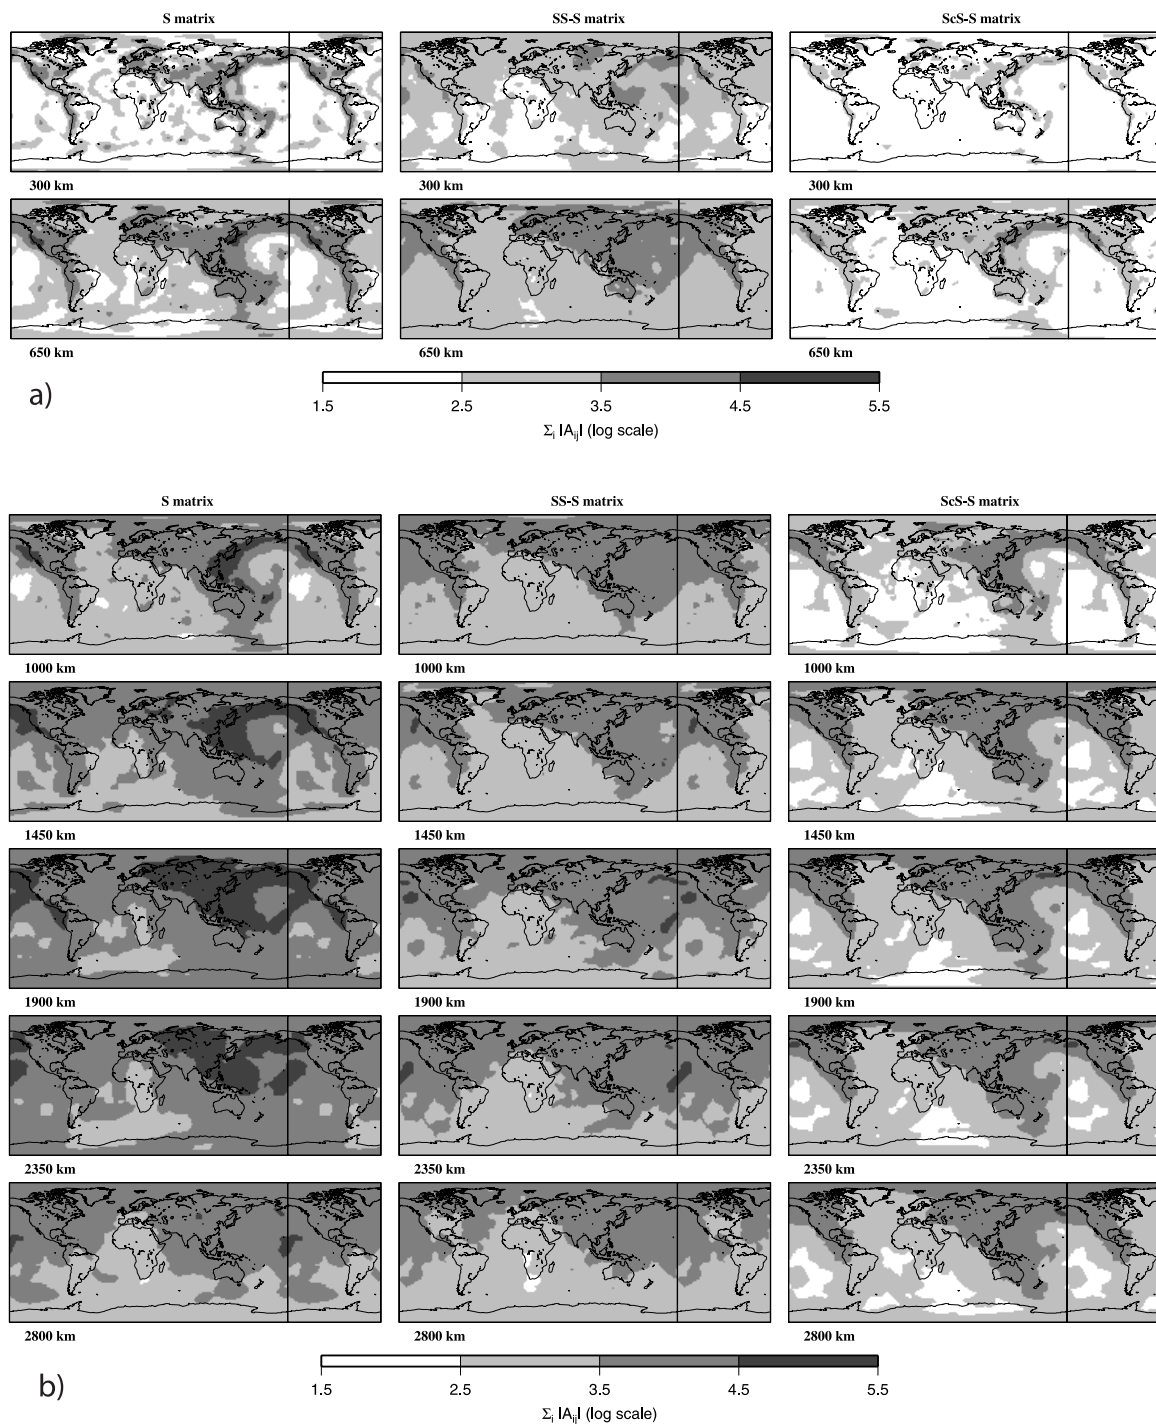 S matrix SS-S matrix ScS-S matrix
300 km 300 km 300 km
650 km 650 km 650 km
a)
1.5 2.5 3.5 4.5 5.5
Σi |Aij| (log scale)
S matrix SS-S matrix ScS-S matrix
1000 km 1000 km 1000 km
1450 km 1450 km 1450 km
1900 km 1900 km 1900 km
2350 km 2350 km 2350 km
2800 km 2800 km 2800 km
b)
1.5 2.5 3.5 4.5 5.5
Σi |Aij| (log scale)